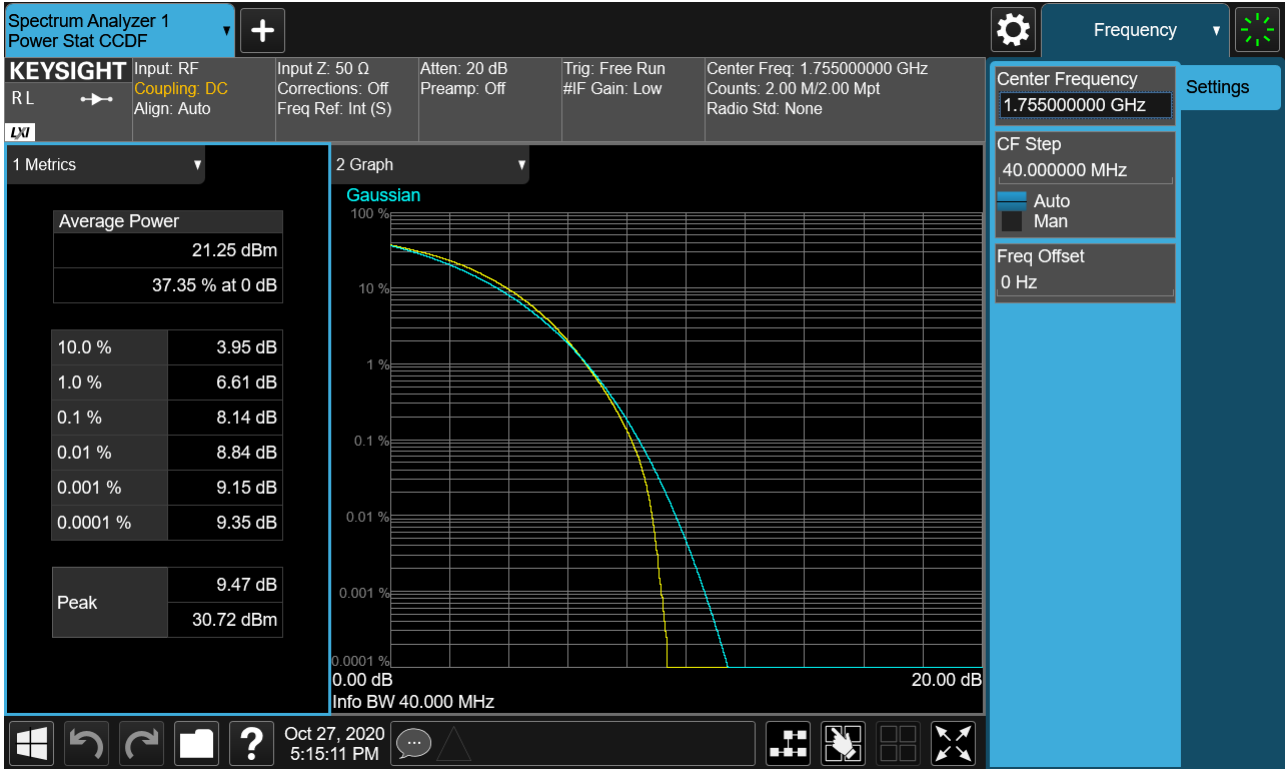 Spectrum Analyzer 1
Power Stat CCDF
Frequency
KEYSIGHT
R L
LXI
Input: RF
Coupling: DC
Align: Auto
Input Z: 50 Ω
Corrections: Off
Freq Ref: Int (S)
Atten: 20 dB
Preamp: Off
Trig: Free Run
#IF Gain: Low
Center Freq: 1.755000000 GHz
Counts: 2.00 M/2.00 Mpt
Radio Std: None
1 Metrics
Average Power
21.25 dBm
37.35 % at 0 dB
10.0 % 3.95 dB
1.0 % 6.61 dB
0.1 % 8.14 dB
0.01 % 8.84 dB
0.001 % 9.15 dB
0.0001 % 9.35 dB
Peak
9.47 dB
30.72 dBm
2 Graph
Gaussian
100 %
10 %
1 %
0.1 %
0.01 %
0.001 %
0.0001 %
0.00 dB 20.00 dB
Info BW 40.000 MHz
Center Frequency
1.755000000 GHz
CF Step
40.000000 MHz
Auto
Man
Freq Offset
0 Hz
Settings
?
Oct 27, 2020
5:15:11 PM